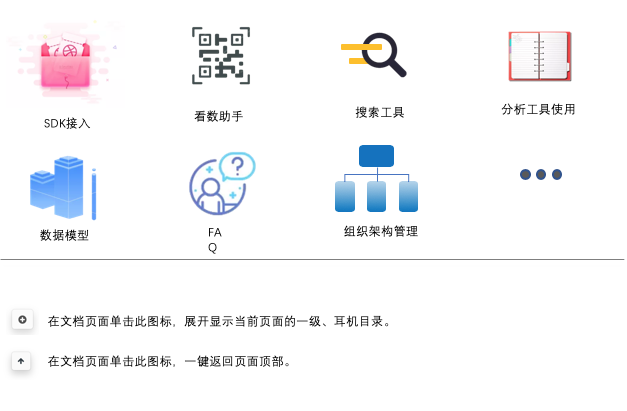 SDK接入
看数助手
搜索工具
分析工具使用
数据模型
FA
Q
组织架构管理
在文档页面单击此图标，展开显示当前页面的一级、耳机目录。
在文档页面单击此图标，一键返回页面顶部。